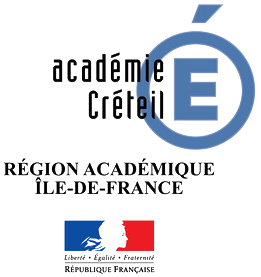 académie
Créteil
É
RÉGION ACADÉMIQUE
ÎLE-DE-FRANCE
Liberté • Égalité • Fraternité
RÉPUBLIQUE FRANÇAISE